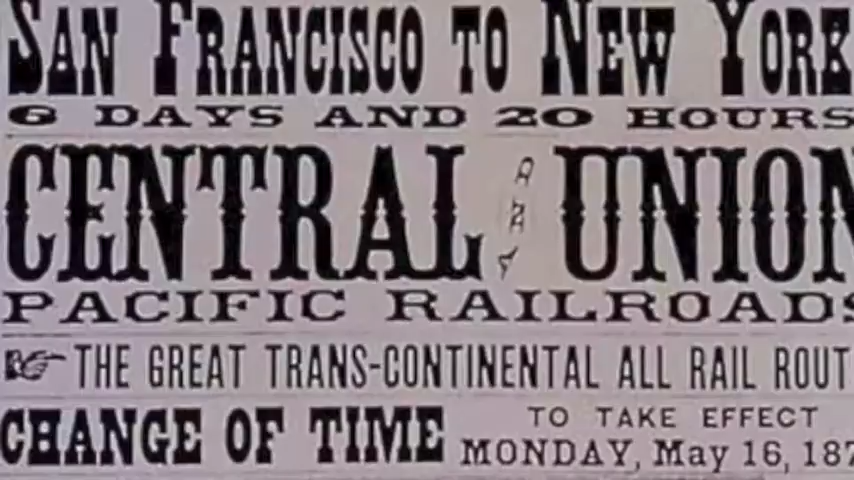 SAN FRANCISCO TO NEW YORK
6 DAYS AND 20 HOURS
CENTRAL AND UNION
PACIFIC RAILROADS
THE GREAT TRANS-CONTINENTAL ALL RAIL ROUT
CHANGE OF TIME
TO TAKE EFFECT
MONDAY, May 16, 187